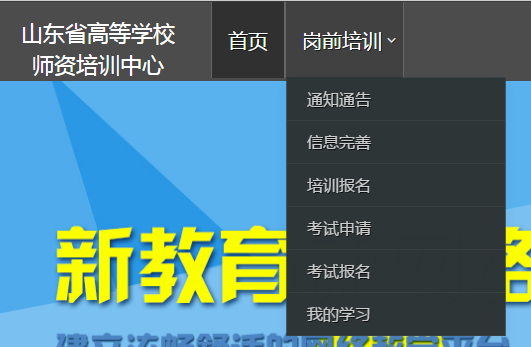 山东省高等学校
师资培训中心
首页
岗前培训
通知通告
信息完善
培训报名
考试申请
考试报名
我的学习
新教育
格